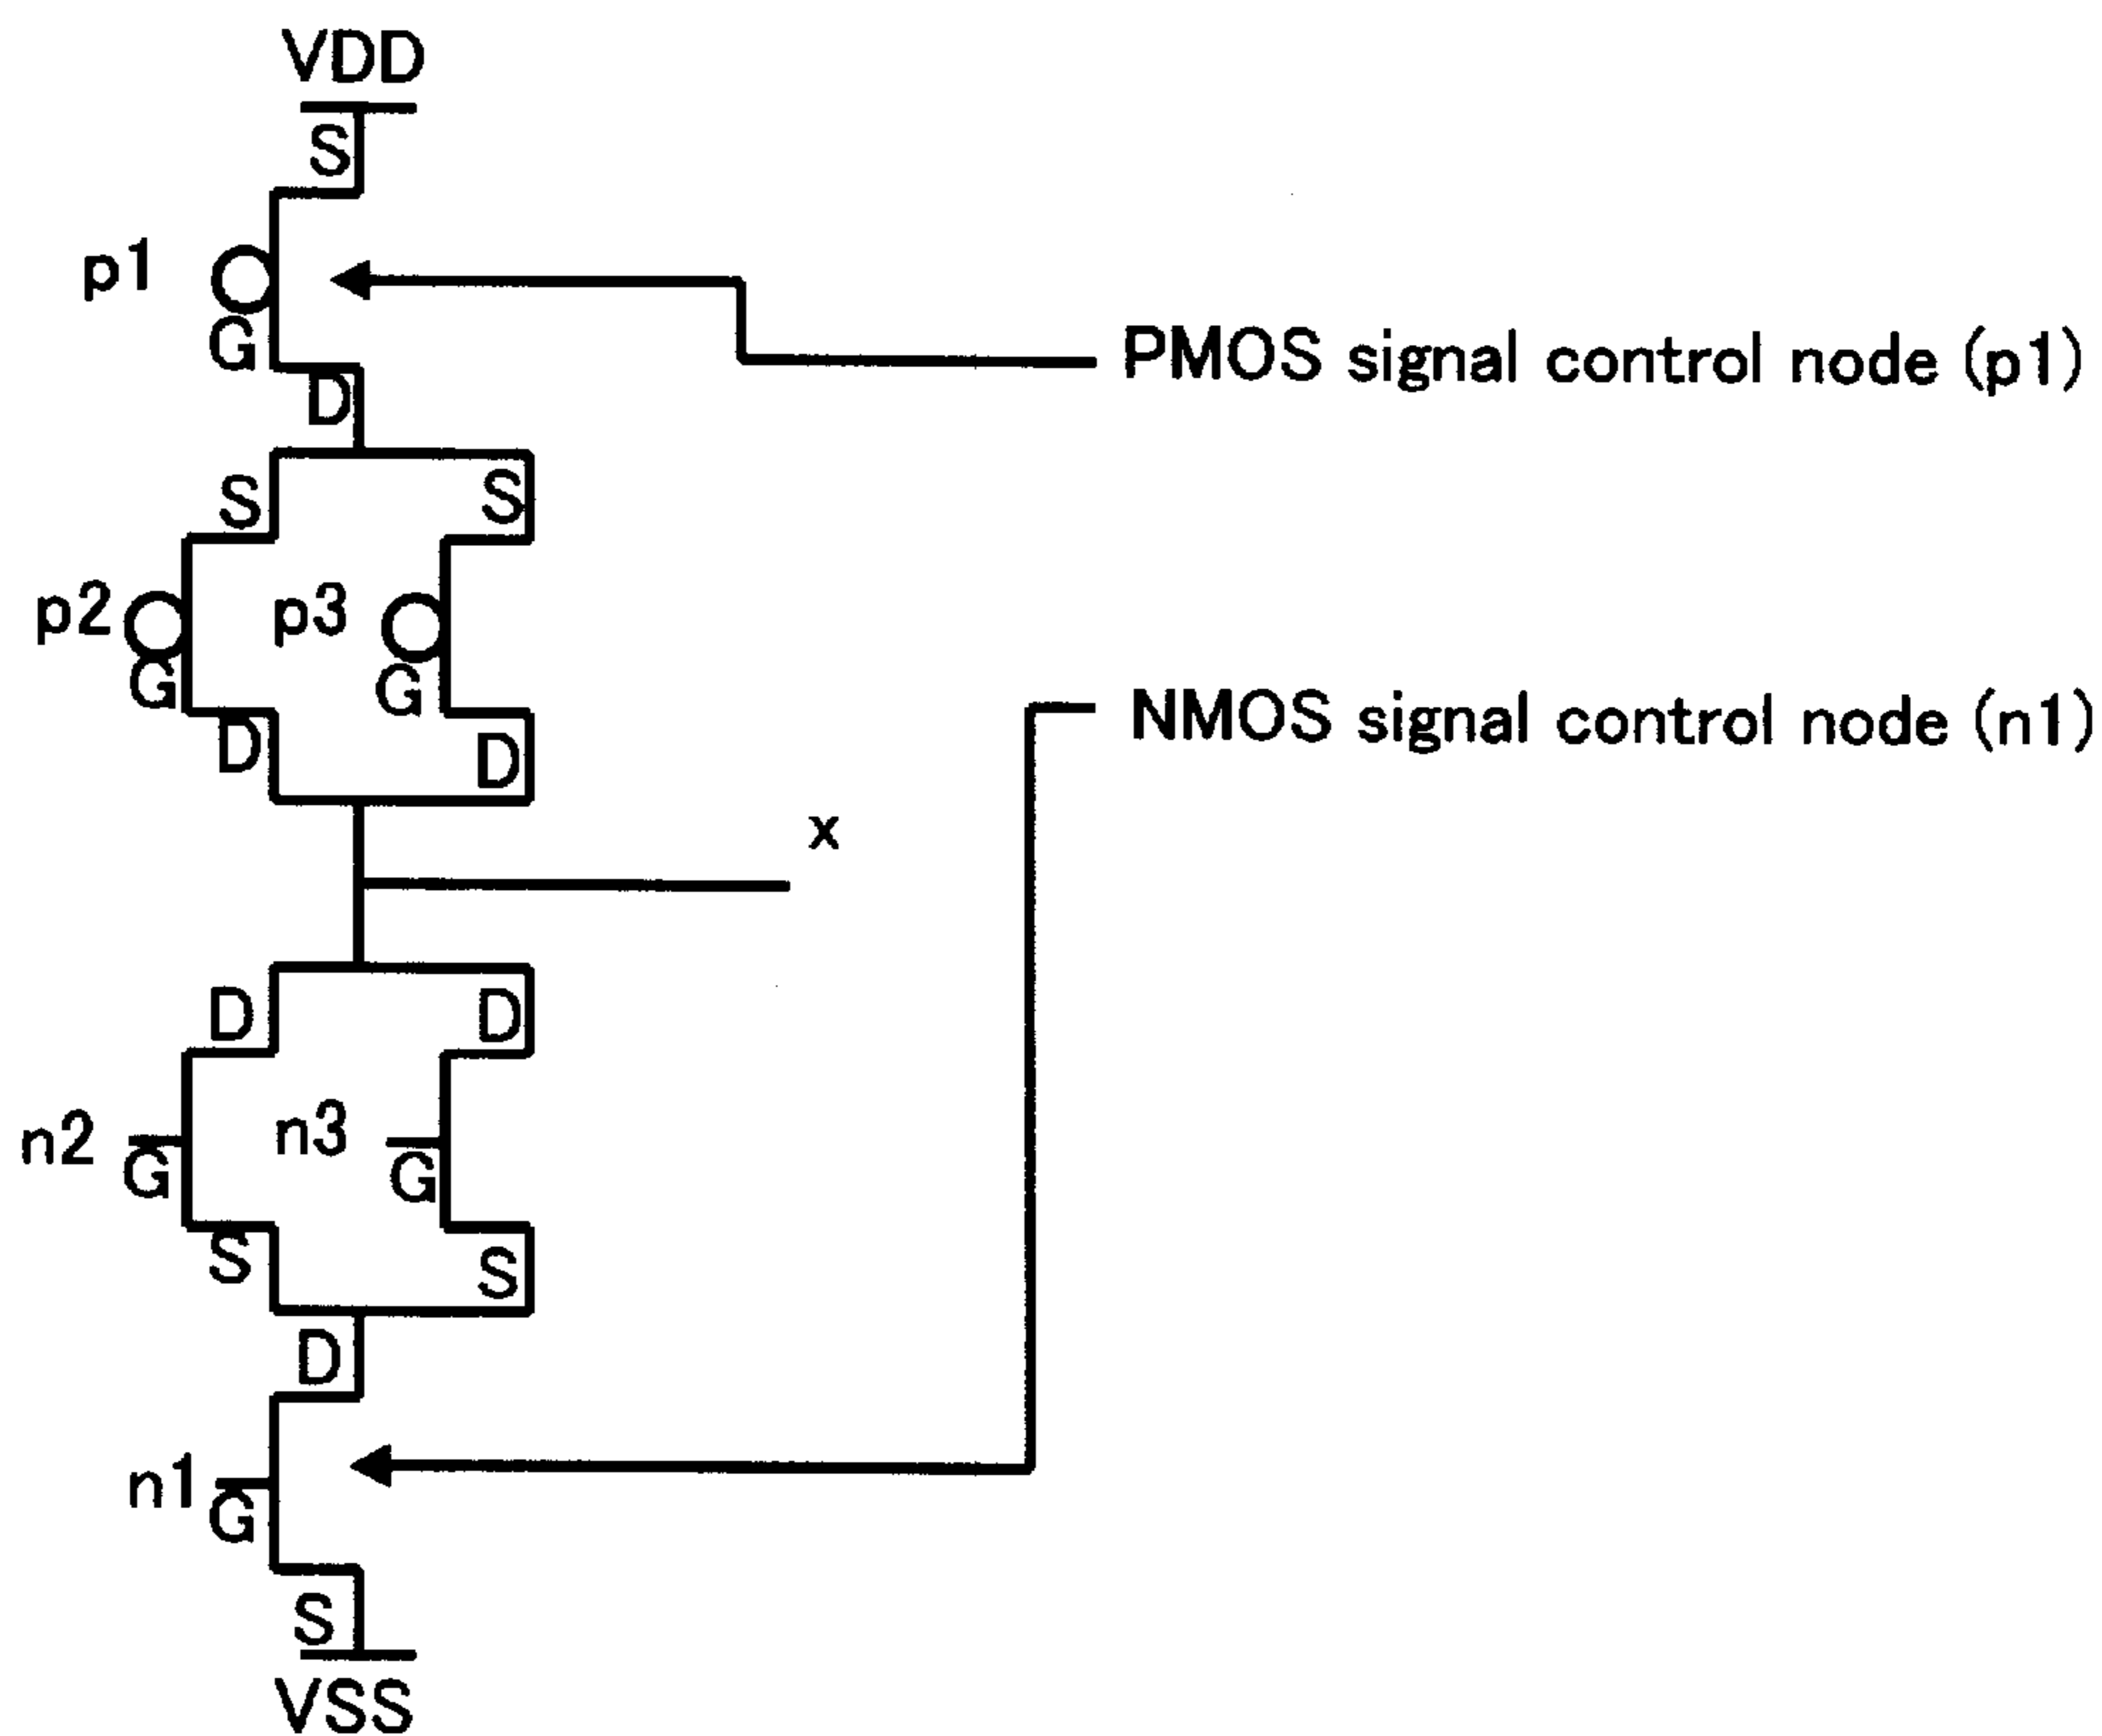 VDD
S
p1
G
PMOS signal control node (p1)
D
S
S
p2
p3
G
G
NMOS signal control node (n1)
D
D
x
D
D
n2
n3
G
G
S
S
D
n1
G
S
VSS